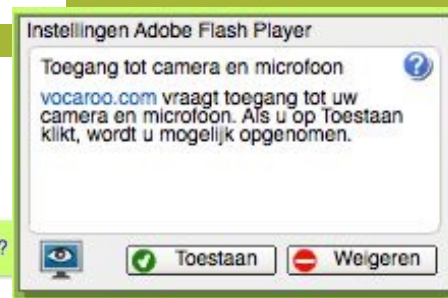 Instellingen Adobe Flash Player
Toegang tot camera en microfoon
?
vocaroo.com vraagt toegang tot uw
camera en microfoon. Als u op Toestaan
klikt, wordt u mogelijk opgenomen.
?
Toestaan
Weigeren